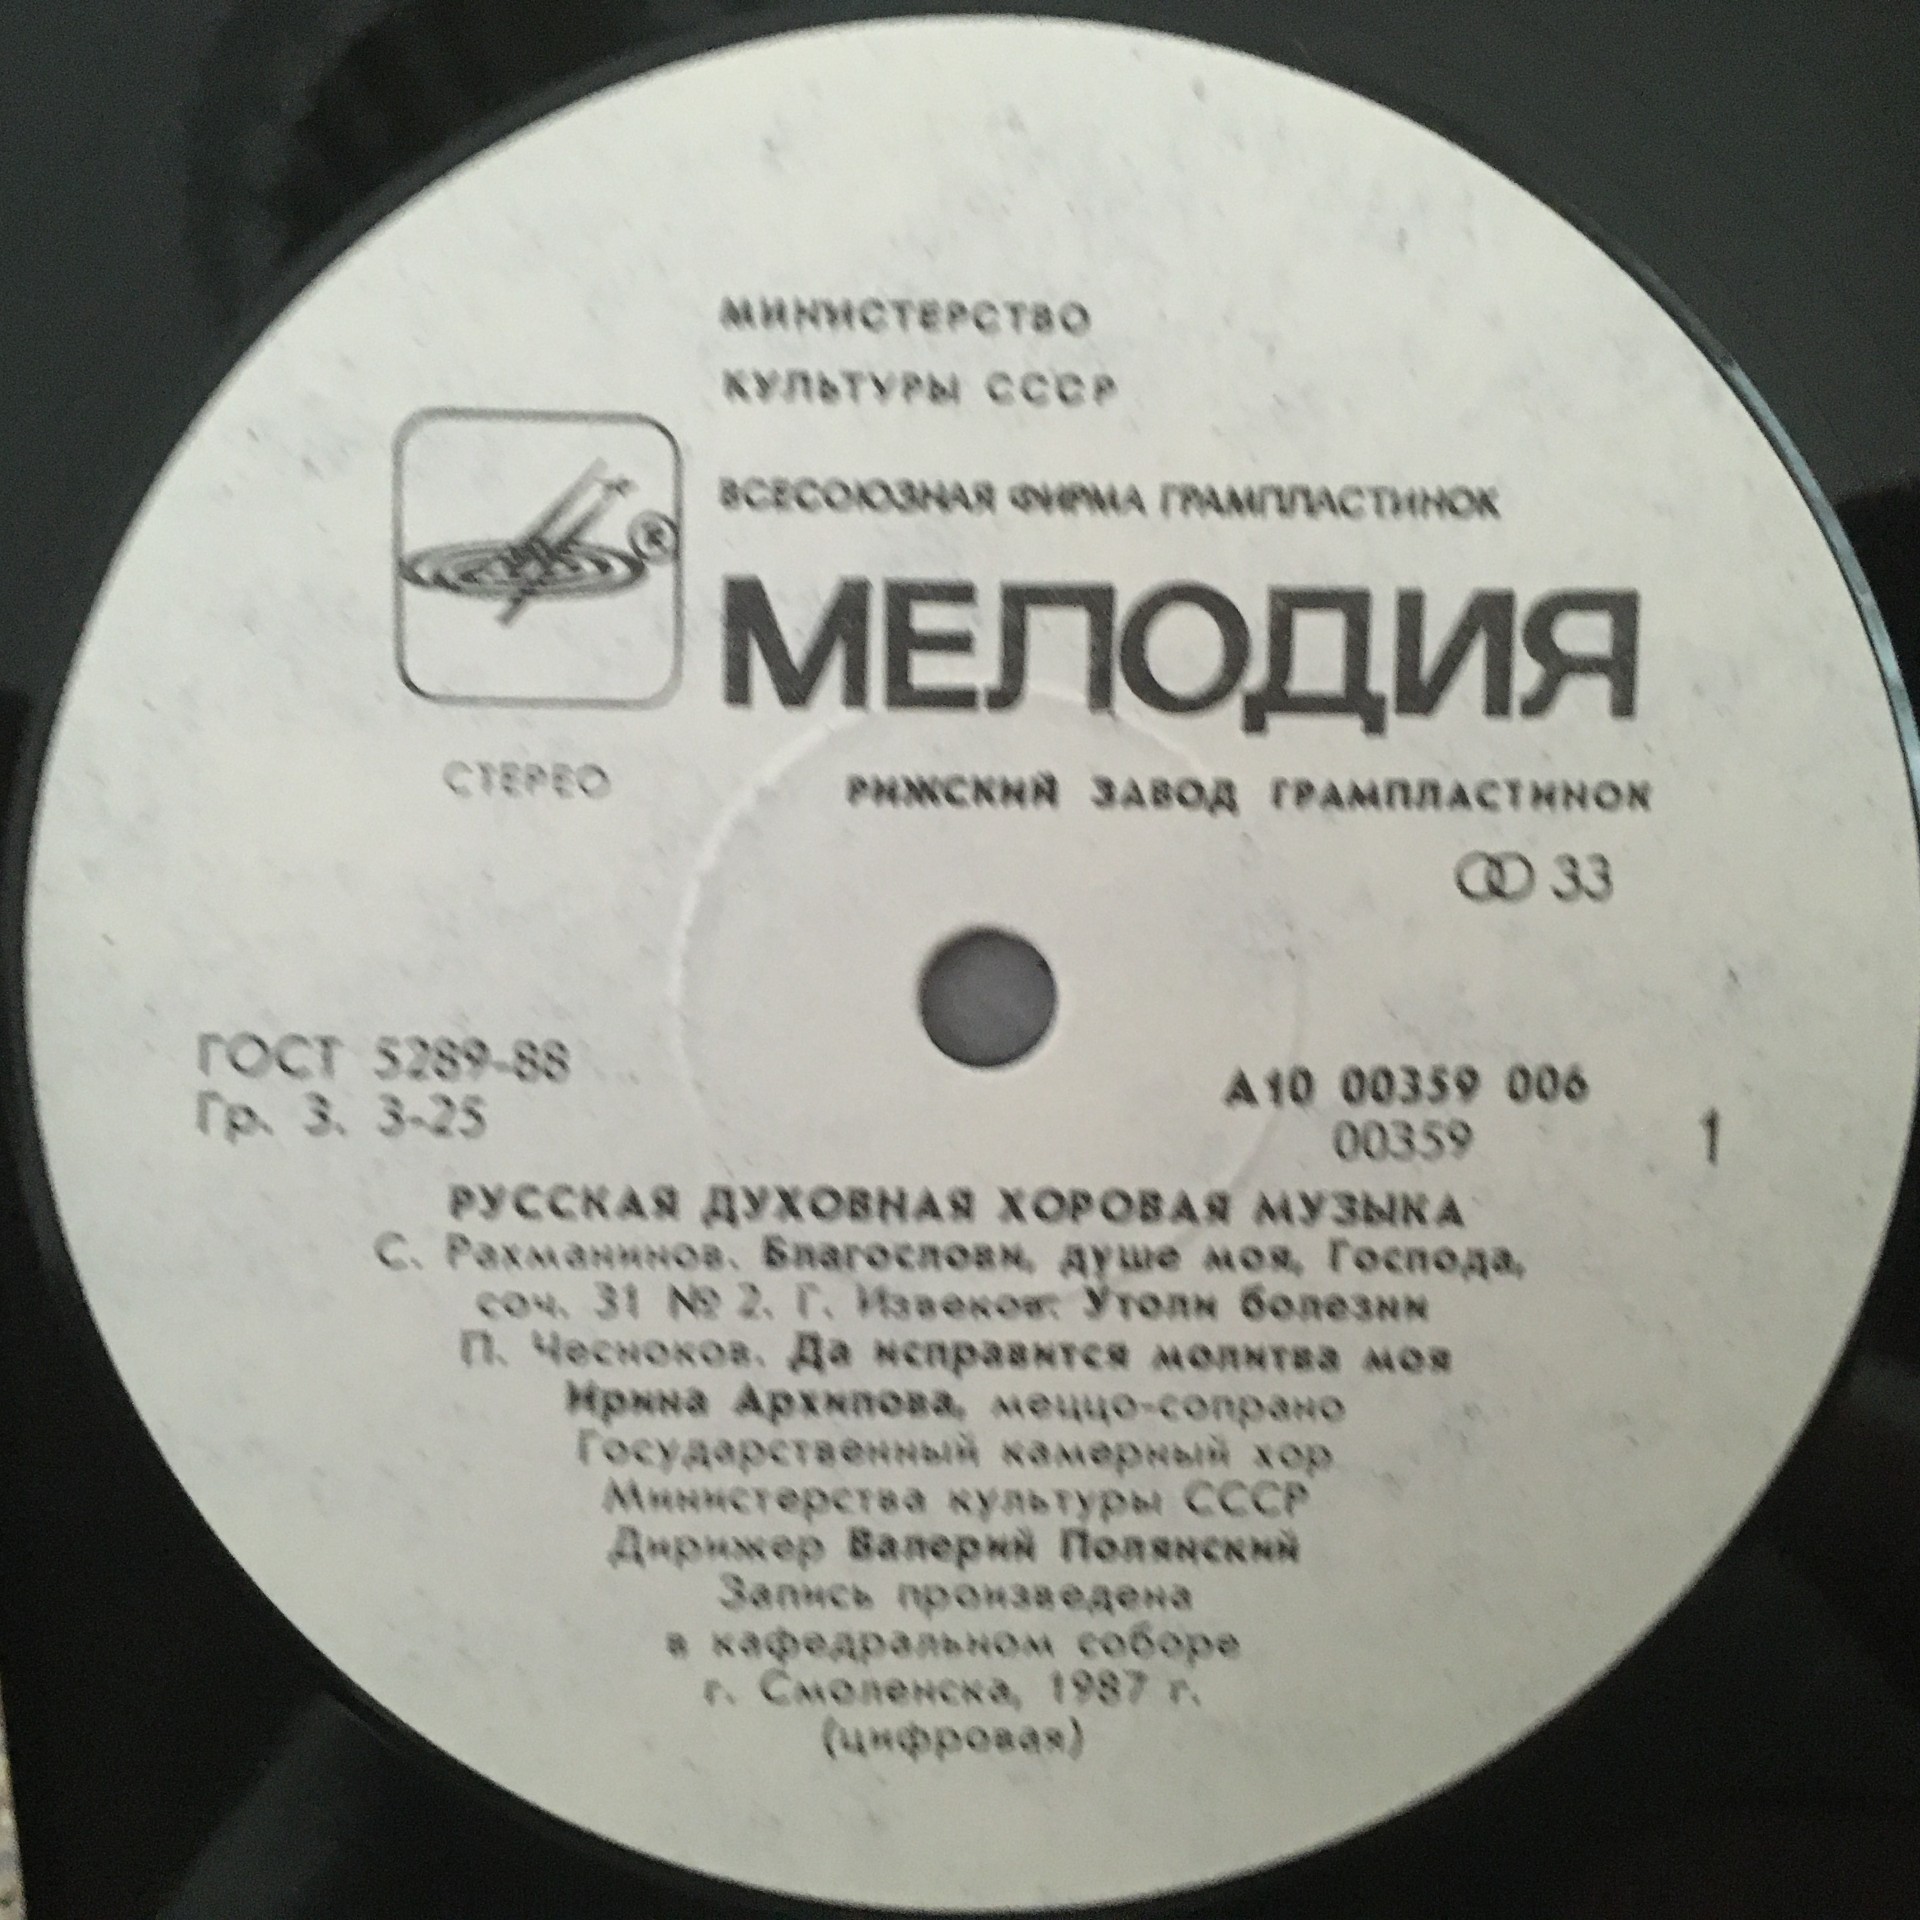 МИНИСТЕРСТВО
КУЛЬТУРЫ СССР
ВСЕСОЮЗНАЯ ФИРМА ГРАМПЛАСТИНОК
®
МЕЛОДИЯ
СТЕРЕО
РИЖСКИЙ ЗАВОД ГРАМПЛАСТИНОК
33
ГОСТ 5289-88
Гр. 3. 3-25
А10 00359 006
00359
1
РУССКАЯ ДУХОВНАЯ ХОРОВАЯ МУЗЫКА
С. Рахманинов. Благослови, душе моя, Господа,
соч. 31 № 2. Г. Извеков. Утоли болезни
П. Чесноков. Да исправится молитва моя
Ирина Архипова, меццо-сопрано
Государственный камерный хор
Министерства культуры СССР
Дирижер Валерий Полянский
Запись произведена
в кафедральном соборе
г. Смоленска, 1987 г.
(цифровая)